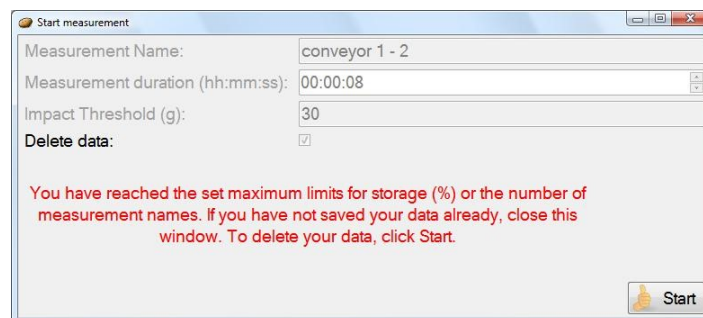 Start measurement
Measurement Name: conveyor 1 - 2
Measurement duration (hh:mm:ss): 00:00:08
Impact Threshold (g): 30
Delete data:
You have reached the set maximum limits for storage (%) or the number of
measurement names. If you have not saved your data already, close this
window. To delete your data, click Start.
Start